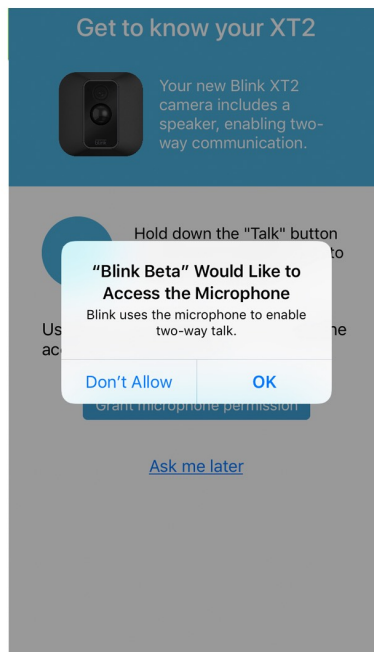 Get to know your XT2
Your new Blink XT2
camera includes a
speaker, enabling two-
way communication.
Hold down the "Talk" button
to
“Blink Beta” Would Like to
Access the Microphone
Blink uses the microphone to enable
two-way talk.
Don’t Allow
OK
Grant microphone permission
Ask me later